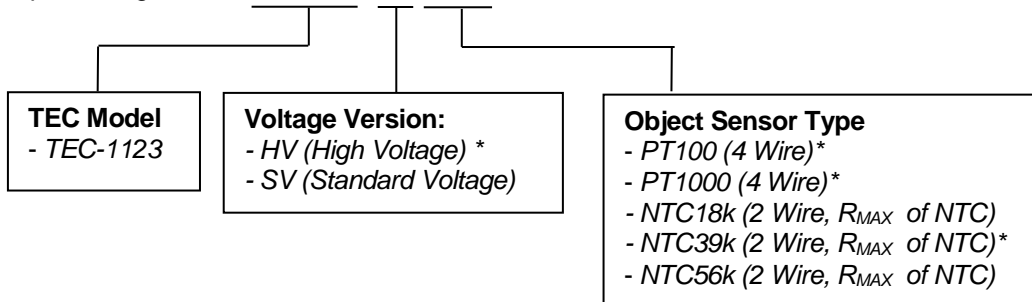 TEC Model
- TEC-1123
Voltage Version:
- HV (High Voltage) *
- SV (Standard Voltage)
Object Sensor Type
- PT100 (4 Wire)*
- PT1000 (4 Wire)*
- NTC18k (2 Wire, RMAX of NTC)
- NTC39k (2 Wire, RMAX of NTC)*
- NTC56k (2 Wire, RMAX of NTC)